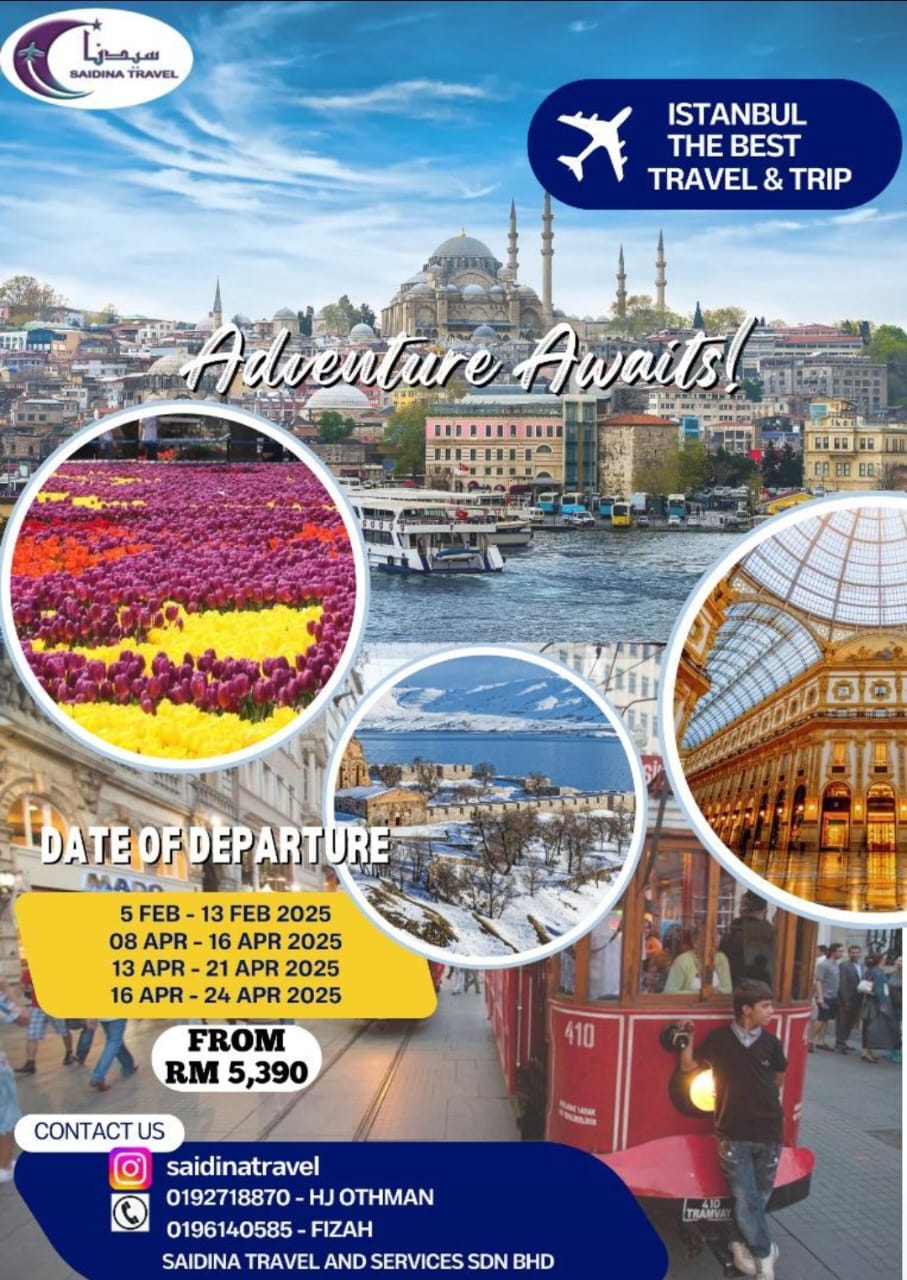 سيدنا
SAIDINA TRAVEL
ISTANBUL
THE BEST
TRAVEL & TRIP
Adventure Awaits!
DATE OF DEPARTURE
MADO
5 FEB - 13 FEB 2025
08 APR - 16 APR 2025
13 APR - 21 APR 2025
16 APR - 24 APR 2025
FROM
RM 5,390
410
410
TRAMVAY
CONTACT US
saidinatravel
0192718870 - HJ OTHMAN
0196140585 - FIZAH
SAIDINA TRAVEL AND SERVICES SDN BHD